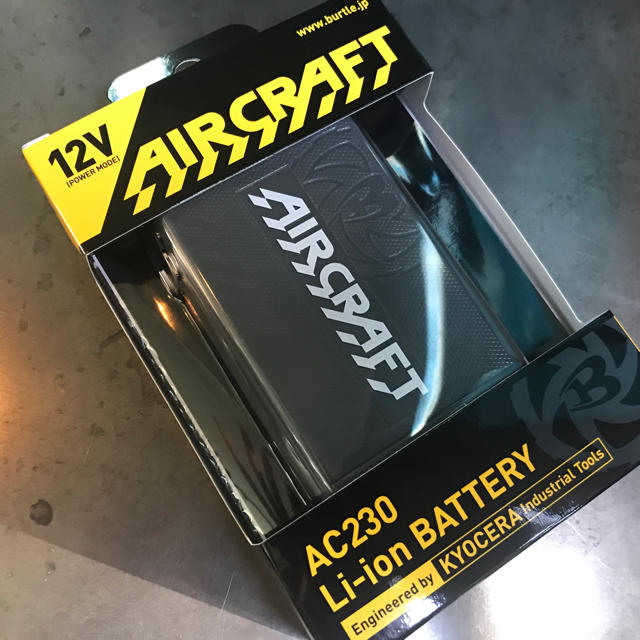 www.burtle.jp
12V
(POWER MODE)
AIRCRAFT
AIRCRAFT
B
B
AC230
Li-ion BATTERY
Engineered by KYOCERA Industrial Tools